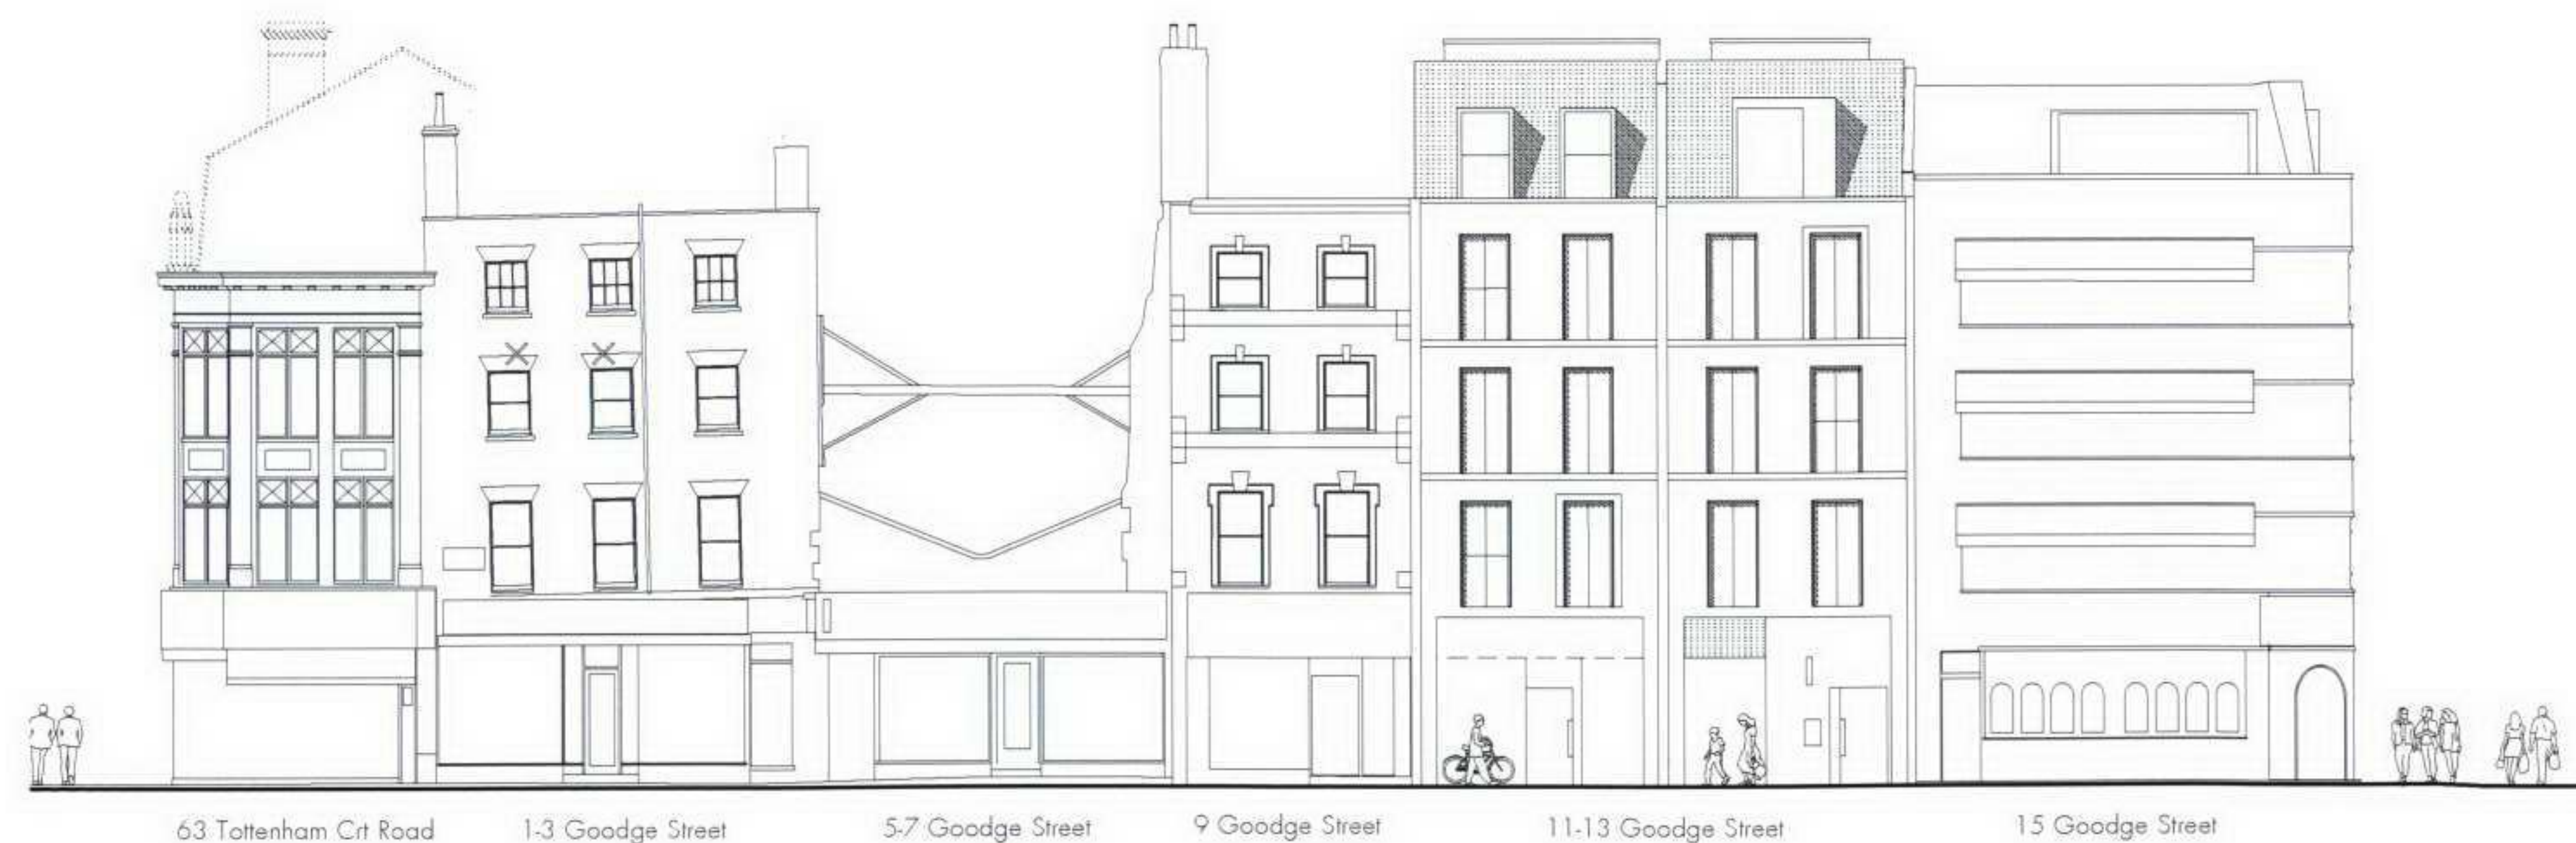 63 Tottenham Crt Road
1-3 Goodge Street
5-7 Goodge Street
9 Goodge Street
11-13 Goodge Street
15 Goodge Street